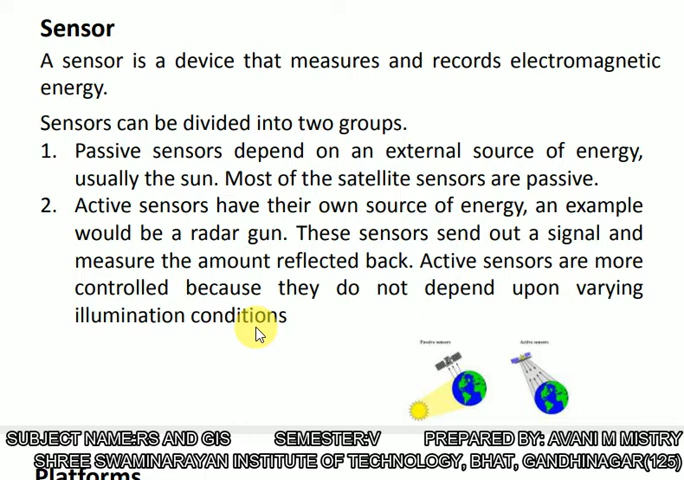 Sensor
A sensor is a device that measures and records electromagnetic
energy.
Sensors can be divided into two groups.
1. Passive sensors depend on an external source of energy,
usually the sun. Most of the satellite sensors are passive.
2. Active sensors have their own source of energy, an example
would be a radar gun. These sensors send out a signal and
measure the amount reflected back. Active sensors are more
controlled because they do not depend upon varying
illumination conditions
Passive sensors Active sensors
SUBJECT NAME:RS AND GIS SEMESTER:V PREPARED BY: AVANI M MISTRY
SHREE SWAMINARAYAN INSTITUTE OF TECHNOLOGY, BHAT, GANDHINAGAR(125)
Platforms